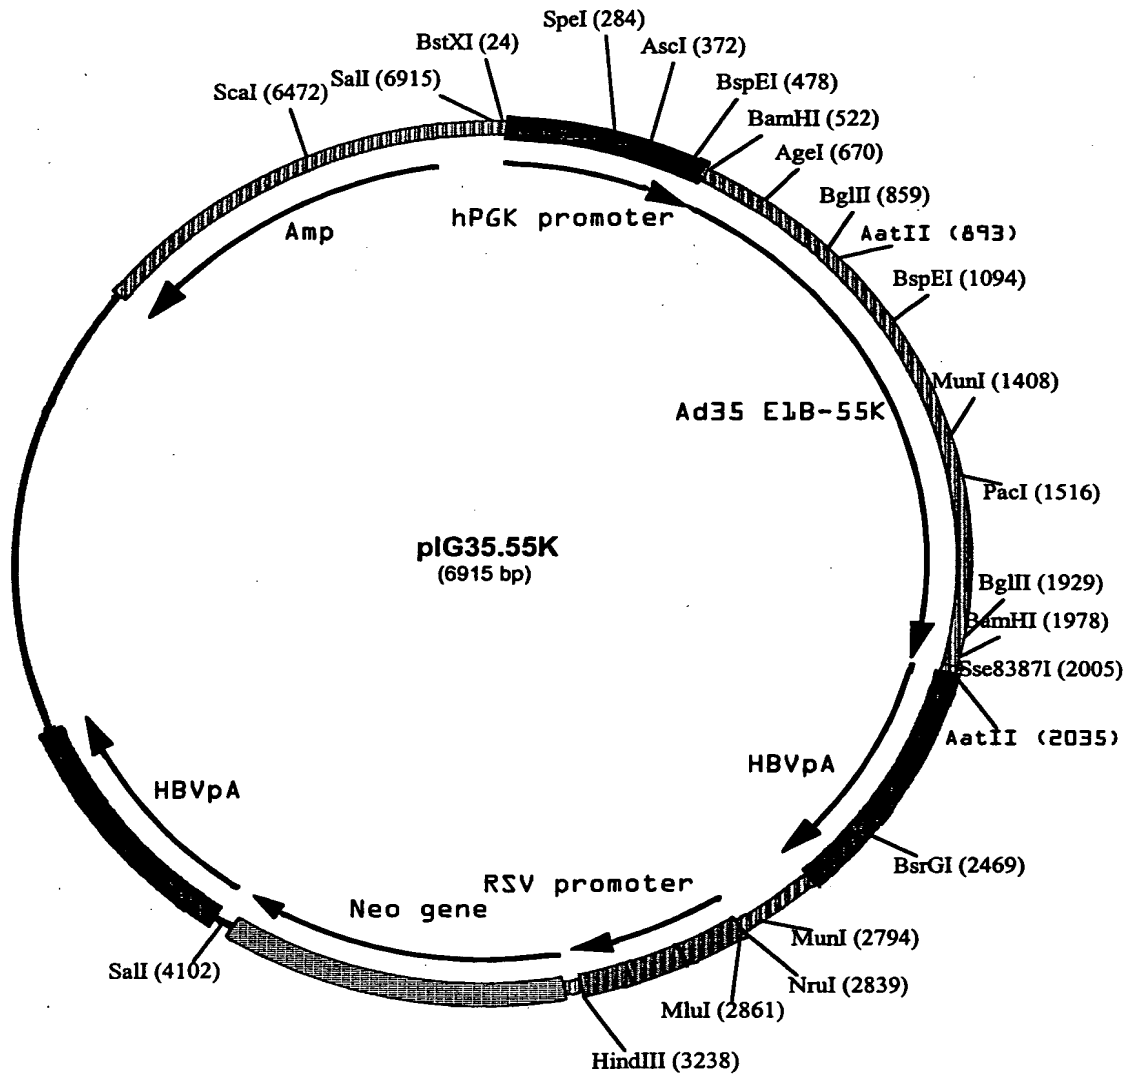 SpeI (284)
BstXI (24)
AscI (372)
SalI (6915)
BspEI (478)
ScaI (6472)
BamHI (522)
AgeI (670)
BglII (859)
hPGK promoter
Amp
AatII (893)
BspEI (1094)
MunI (1408)
Ad35 E1B-55K
PacI (1516)
pIG35.55K
(6915 bp)
BglII (1929)
BamHI (1978)
Sse8387I (2005)
AatII (2035)
HBVpA
HBVpA
BsrGI (2469)
RSV promoter
Neo gene
MunI (2794)
SalI (4102)
NruI (2839)
MluI (2861)
HindIII (3238)